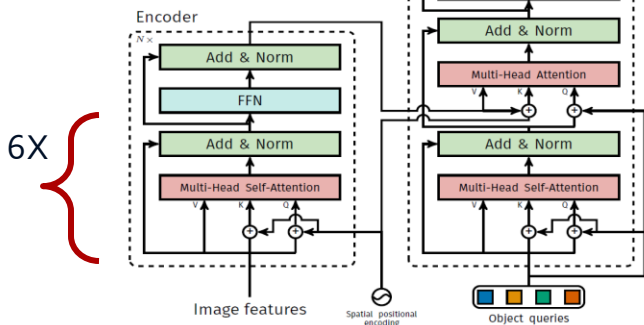 Encoder
N×
Add & Norm
FFN
Add & Norm
Multi-Head Self-Attention
V K Q
+ +
Image features
6X
Spatial positional
encoding
Add & Norm
Multi-Head Attention
V K Q
+ +
Add & Norm
Multi-Head Self-Attention
V K Q
+ +
Object queries